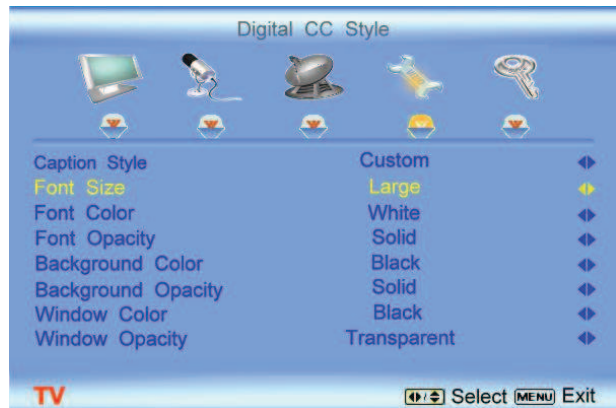 Digital CC Style
Caption Style Custom
Font Size Large
Font Color White
Font Opacity Solid
Background Color Black
Background Opacity Solid
Window Color Black
Window Opacity Transparent
TV Select MENU Exit